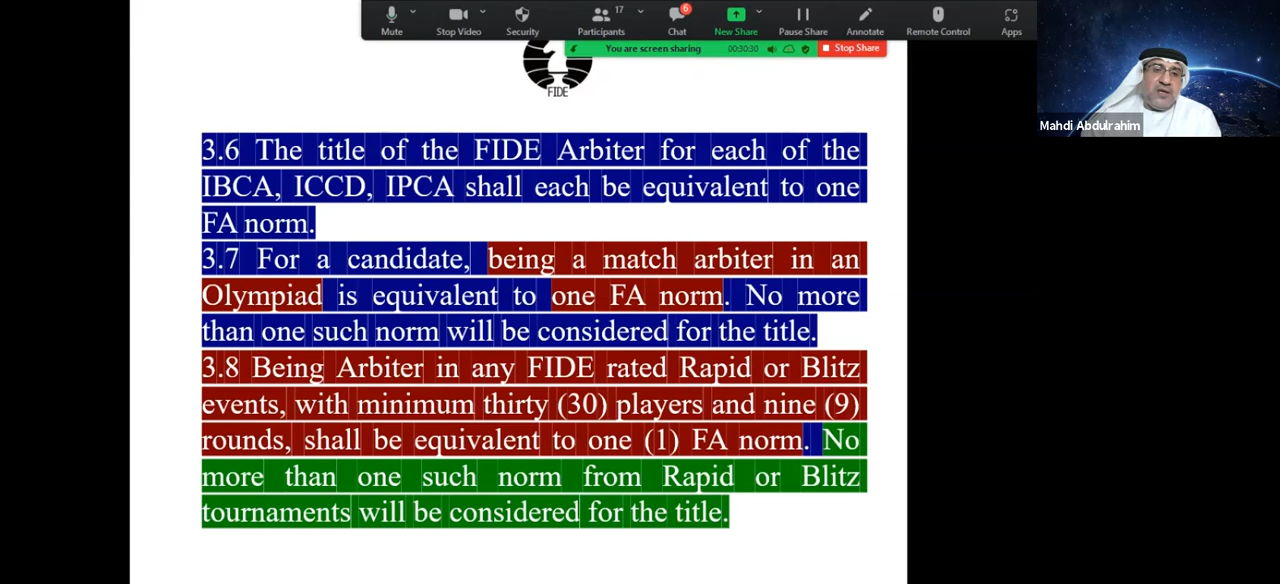 17
6
Mute
Stop Video
Security
Participants
Chat
New Share
Pause Share
Annotate
Remote Control
Apps
You are screen sharing
00:30:30
Stop Share
FIDE
Mahdi Abdulrahim
3.6 The title of the FIDE Arbiter for each of the
IBCA, ICCD, IPCA shall each be equivalent to one
FA norm.
3.7 For a candidate, being a match arbiter in an
Olympiad is equivalent to one FA norm. No more
than one such norm will be considered for the title.
3.8 Being Arbiter in any FIDE rated Rapid or Blitz
events, with minimum thirty (30) players and nine (9)
rounds, shall be equivalent to one (1) FA norm. No
more than one such norm from Rapid or Blitz
tournaments will be considered for the title.